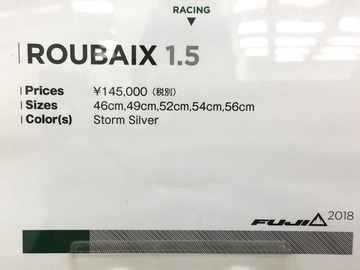 RACING
ROUBAIX 1.5
Prices ¥145,000 (税別)
Sizes 46cm,49cm,52cm,54cm,56cm
Color(s) Storm Silver
FUJI 2018